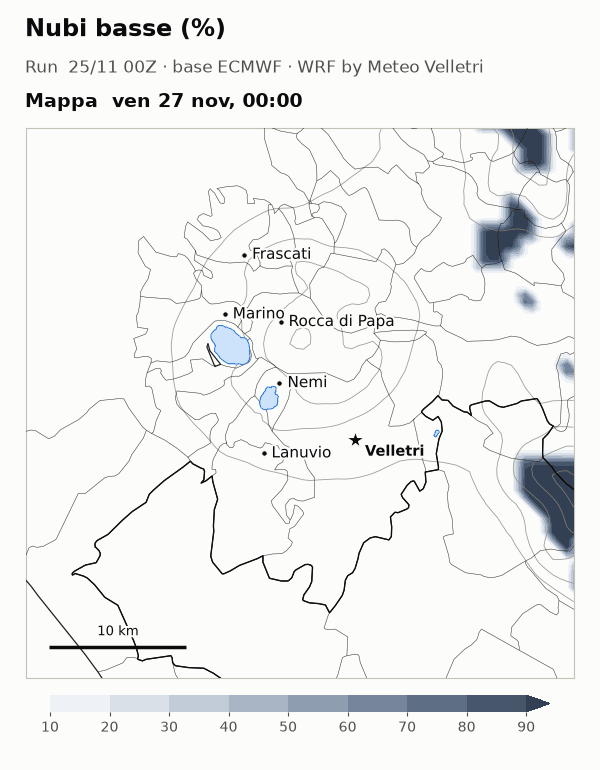 Nubi basse (%)
Run  25/11 00Z · base ECMWF · WRF by Meteo Velletri
Mappa  ven 27 nov, 00:00
Frascati
Marino
Rocca di Papa
Nemi
Velletri
Lanuvio
10 km
10 20 30 40 50 60 70 80 90